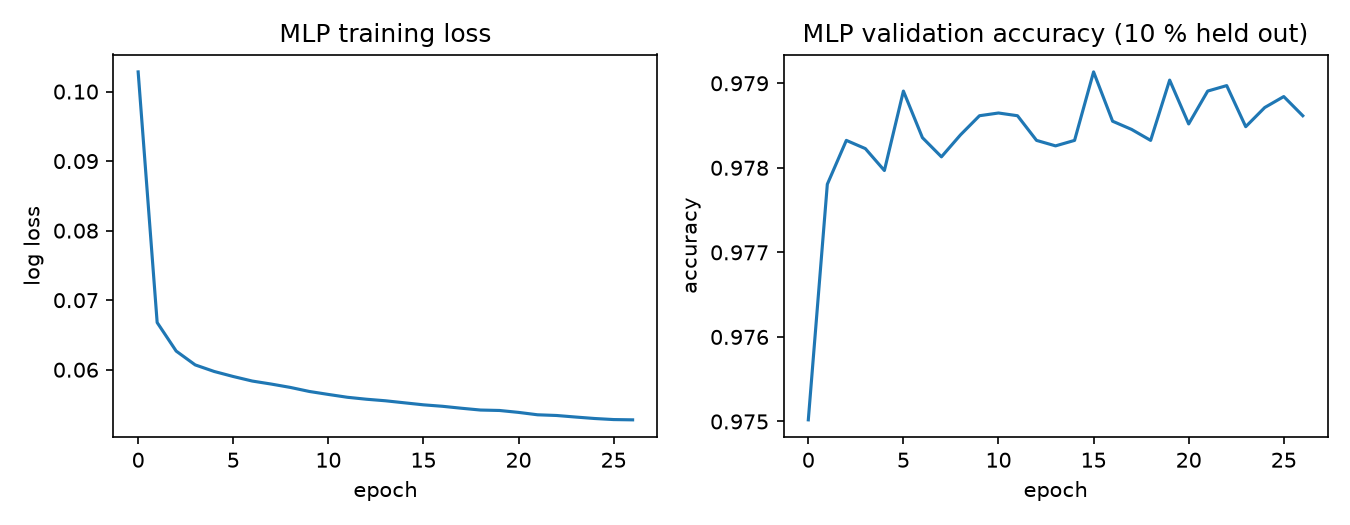 MLP training loss
0.10
0.09
0.08
0.07
0.06
log loss
0 5 10 15 20 25
epoch
MLP validation accuracy (10 % held out)
0.979
0.978
0.977
0.976
0.975
accuracy
0 5 10 15 20 25
epoch